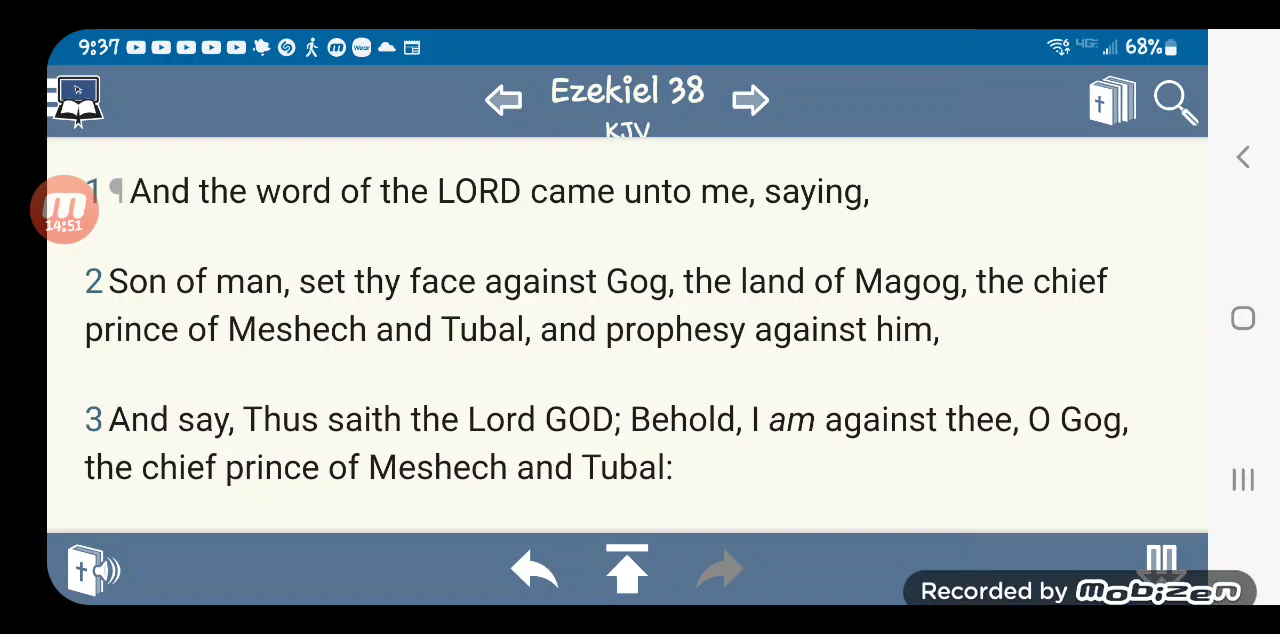 9:37
68%
Ezekiel 38
KJV
1 ¶ And the word of the LORD came unto me, saying,
14:51
2 Son of man, set thy face against Gog, the land of Magog, the chief
prince of Meshech and Tubal, and prophesy against him,
3 And say, Thus saith the Lord GOD; Behold, I am against thee, O Gog,
the chief prince of Meshech and Tubal:
Recorded by mobizen